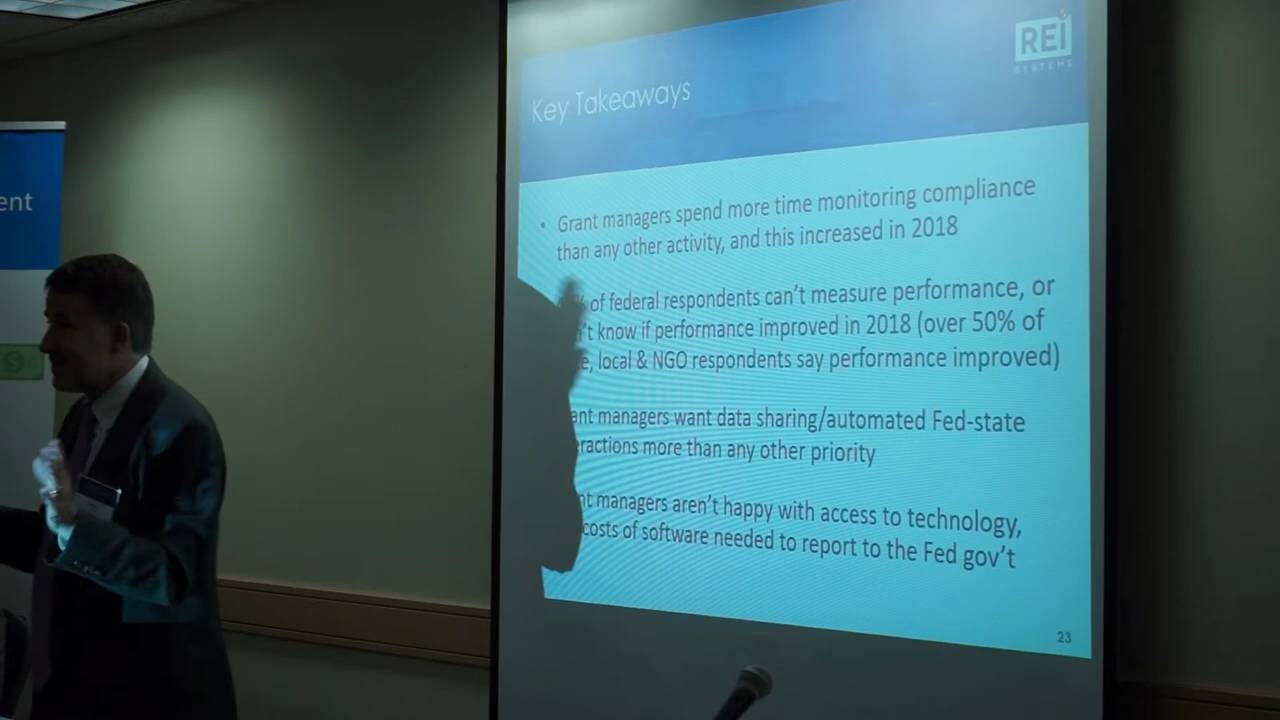 REI
SYSTEMS
Key Takeaways
ent
• Grant managers spend more time monitoring compliance
than any other activity, and this increased in 2018
% of federal respondents can't measure performance, or
't know if performance improved in 2018 (over 50% of
e, local & NGO respondents say performance improved)
ant managers want data sharing/automated Fed-state
ractions more than any other priority
nt managers aren't happy with access to technology,
costs of software needed to report to the Fed gov't
23